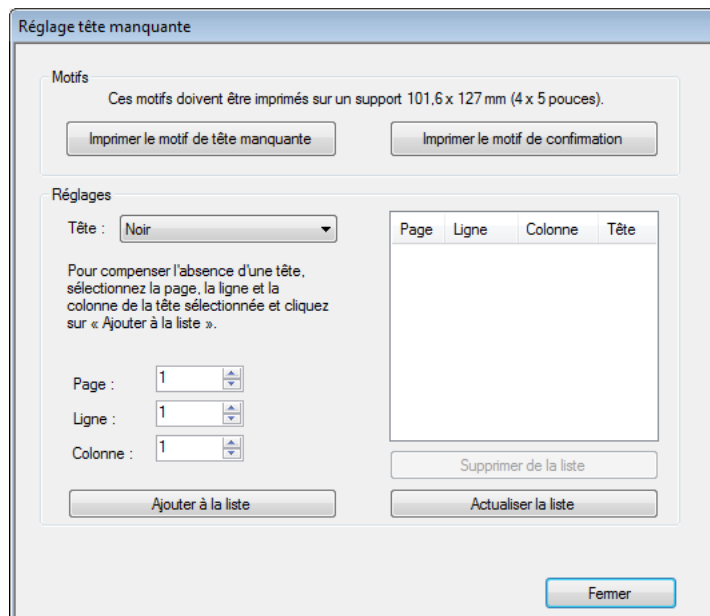 Réglage tête manquante
Motifs
Ces motifs doivent être imprimés sur un support 101,6 x 127 mm (4 x 5 pouces).
Imprimer le motif de tête manquante
Imprimer le motif de confirmation
Réglages
Tête : Noir
Pour compenser l'absence d'une tête,
sélectionnez la page, la ligne et la
colonne de la tête sélectionnée et cliquez
sur « Ajouter à la liste ».
Page : 1
Ligne : 1
Colonne : 1
Ajouter à la liste
Page Ligne Colonne Tête
Supprimer de la liste
Actualiser la liste
Fermer